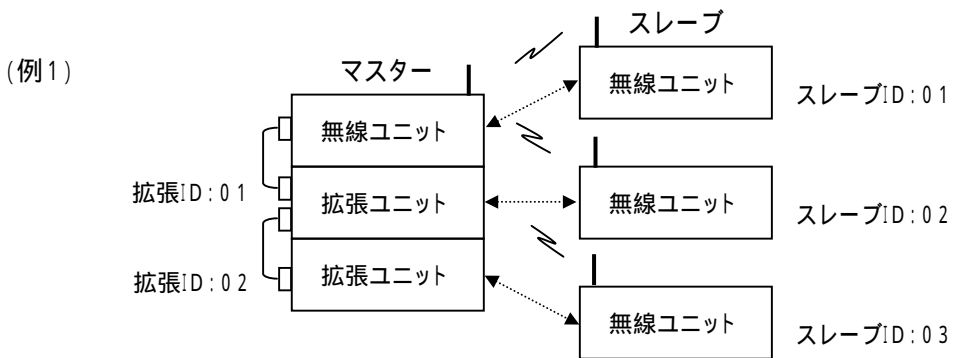 (例1)
マスター
無線ユニット
拡張ID:01
拡張ユニット
拡張ID:02
拡張ユニット
スレーブ
無線ユニット
スレーブID:01
無線ユニット
スレーブID:02
無線ユニット
スレーブID:03